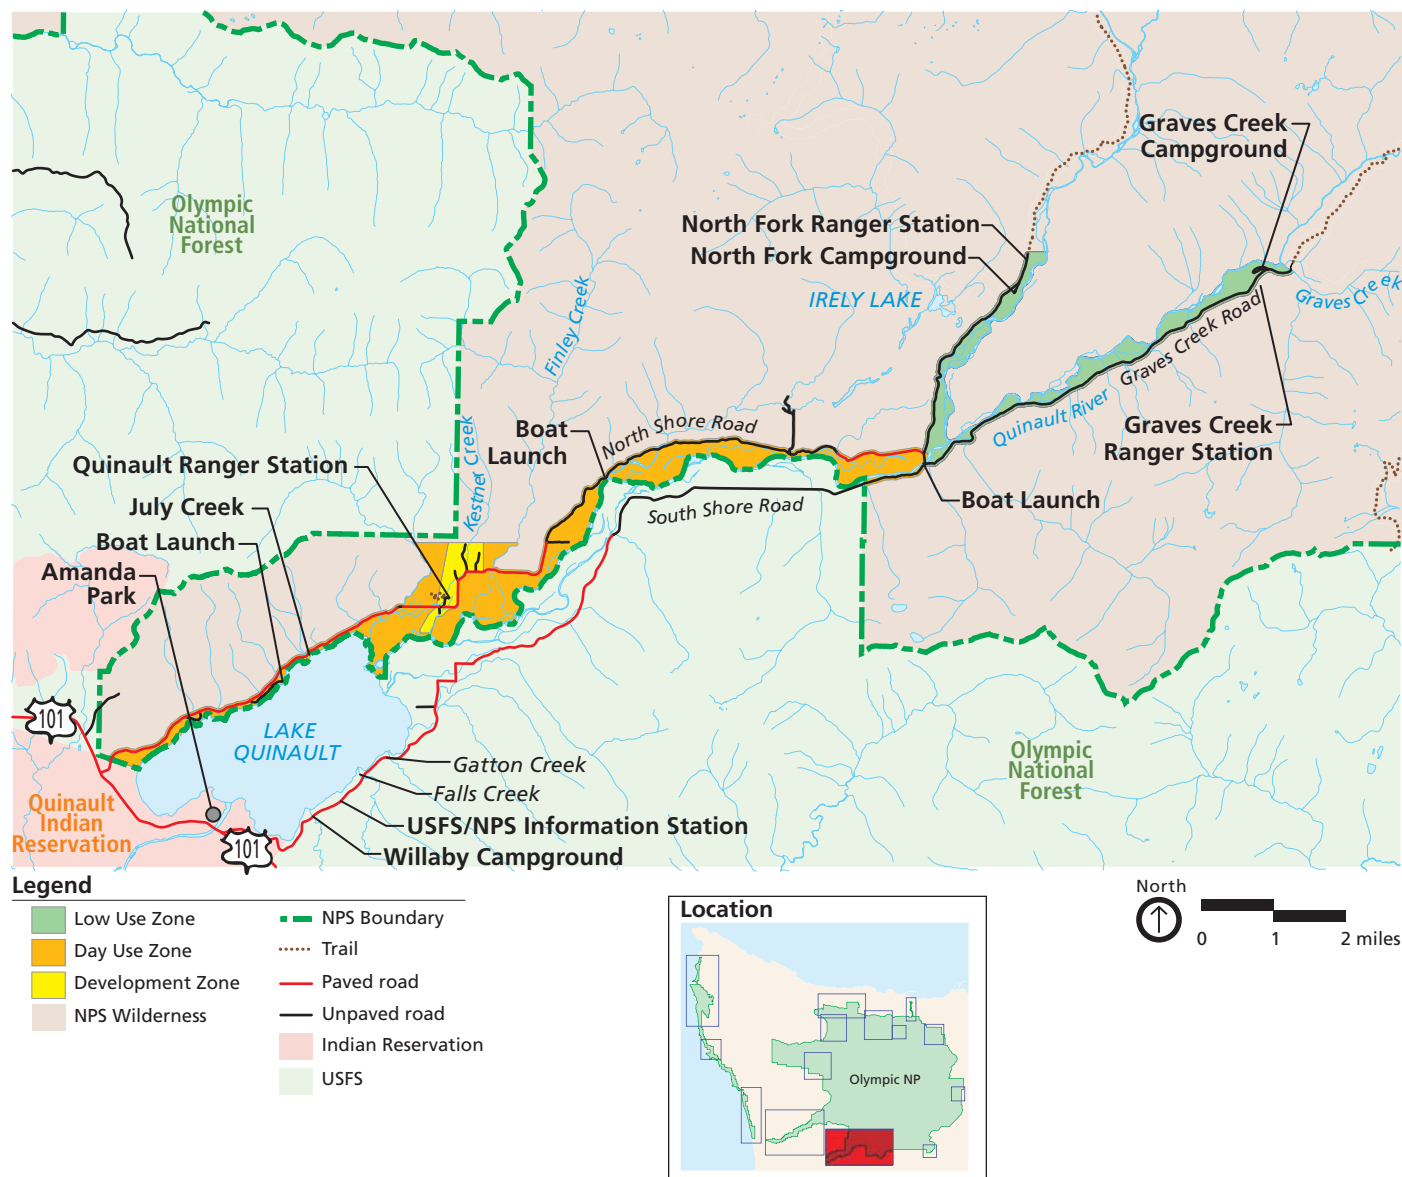 Graves Creek
Campground
Olympic
National
Forest
North Fork Ranger Station
North Fork Campground
IRELY LAKE
Graves Creek
Finley Creek
Graves Creek Road
Quinault River
Graves Creek
Ranger Station
North Shore Road
Boat
Launch
Kestner Creek
Quinault Ranger Station
July Creek
Boat Launch
Amanda
Park
South Shore Road
Boat Launch
101
LAKE
QUINAULT
Gatton Creek
Falls Creek
USFS/NPS Information Station
Willaby Campground
Olympic
National
Forest
Quinault
Indian
Reservation
101
Legend
Low Use Zone
Day Use Zone
Development Zone
NPS Wilderness
NPS Boundary
Trail
Paved road
Unpaved road
Indian Reservation
USFS
Location
Olympic NP
North
0 1 2 miles